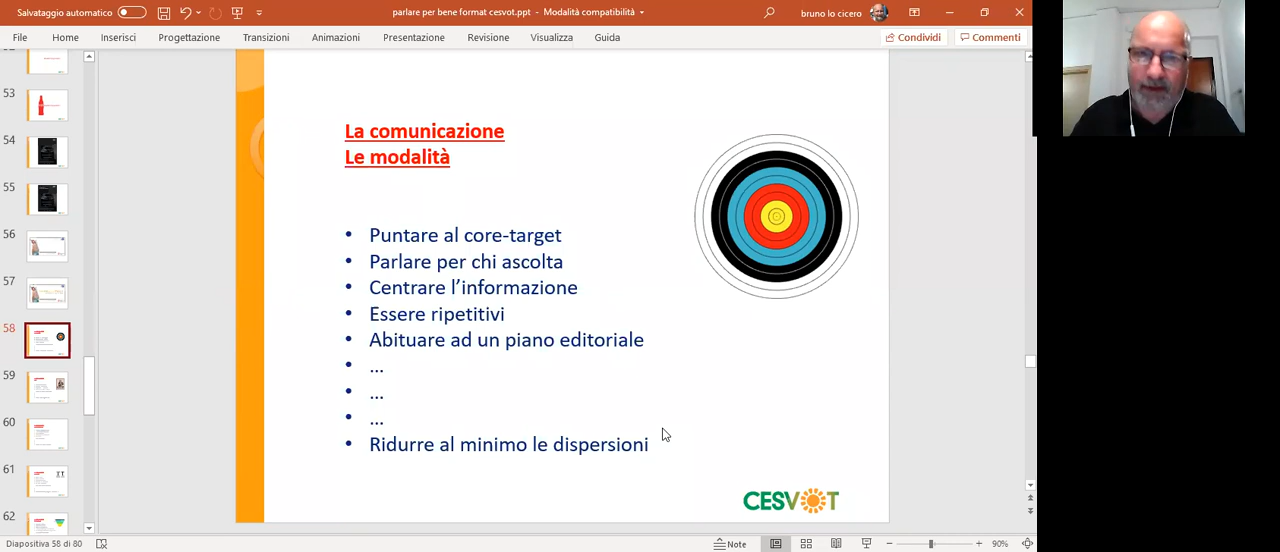 Salvataggio automatico
parlare per bene format cesvot.ppt - Modalità compatibilità
bruno lo cicero
File Home Inserisci Progettazione Transizioni Animazioni Presentazione Revisione Visualizza Guida
Condividi Commenti
53
54
55
56
57
58
59
60
61
62
La comunicazione
Le modalità
• Puntare al core-target
• Parlare per chi ascolta
• Centrare l’informazione
• Essere ripetitivi
• Abituare ad un piano editoriale
• ...
• ...
• ...
• Ridurre al minimo le dispersioni
CESVOT
Diapositiva 58 di 80
Note
90%